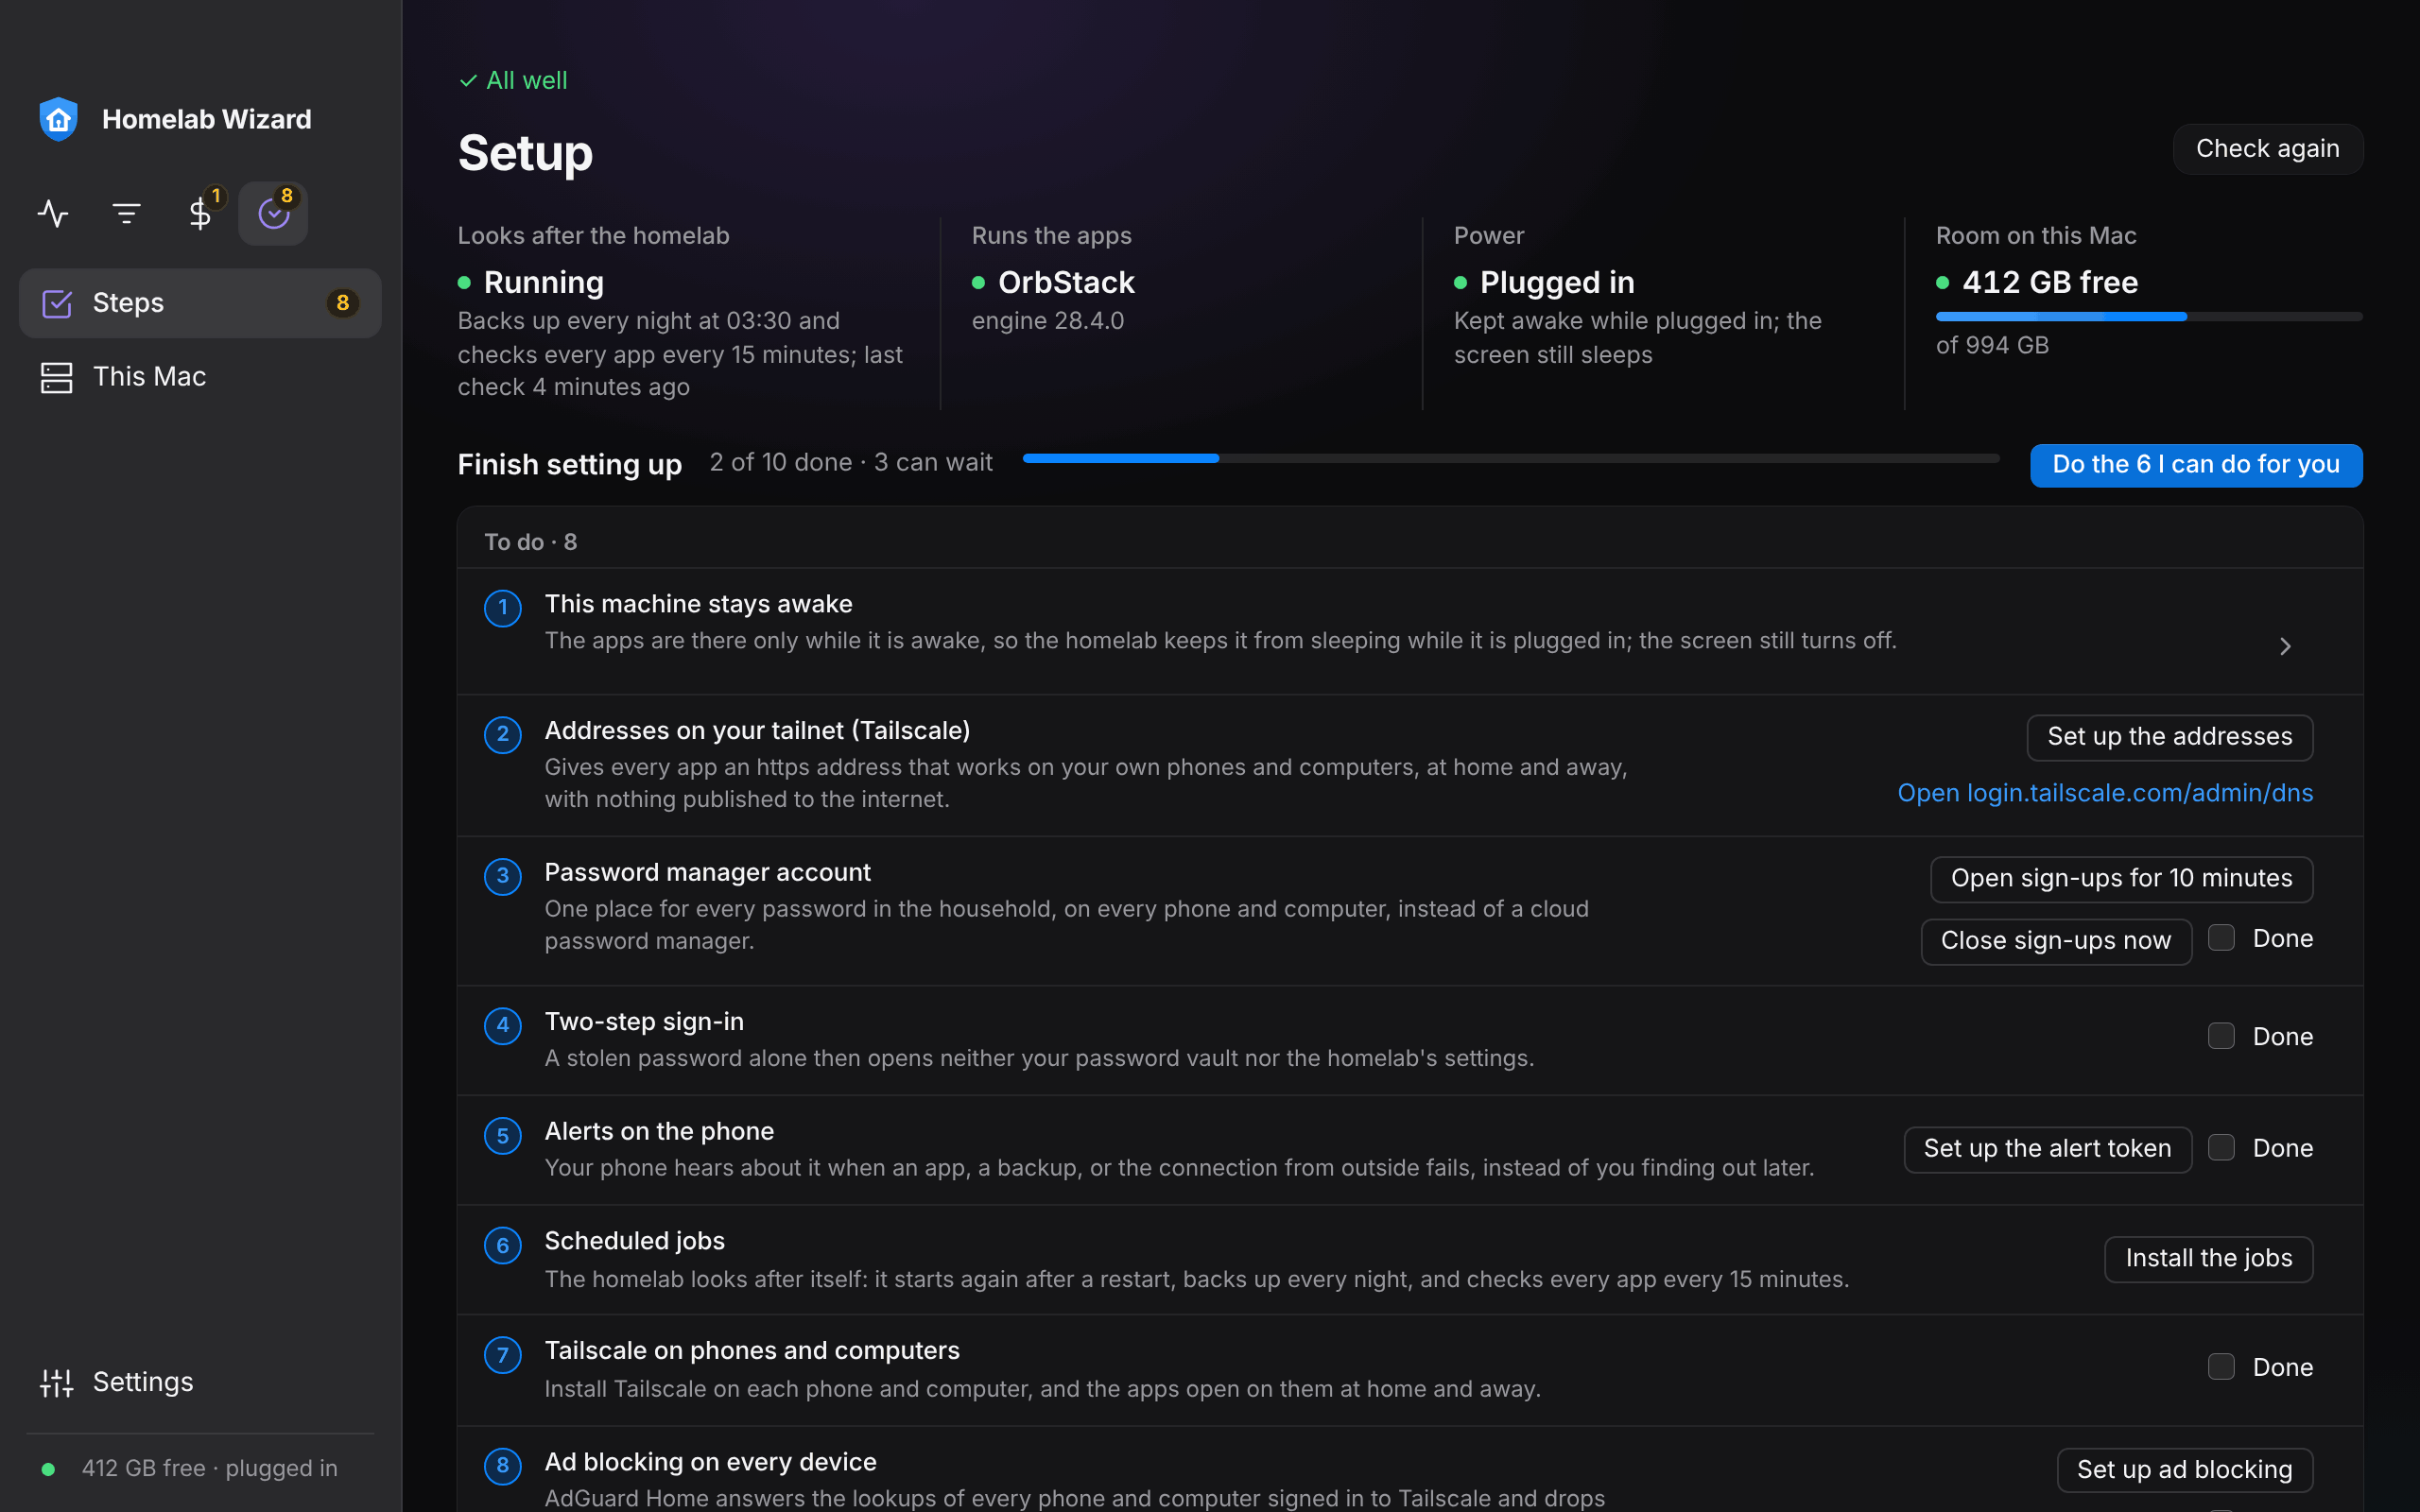 Homelab Wizard
1
8
Steps
8
This Mac
Settings
412 GB free · plugged in
All well
Setup
Check again
Looks after the homelab
Running
Backs up every night at 03:30 and
checks every app every 15 minutes; last
check 4 minutes ago
Runs the apps
OrbStack
engine 28.4.0
Power
Plugged in
Kept awake while plugged in; the
screen still sleeps
Room on this Mac
412 GB free
of 994 GB
Finish setting up
2 of 10 done · 3 can wait
Do the 6 I can do for you
To do · 8
1
This machine stays awake
The apps are there only while it is awake, so the homelab keeps it from sleeping while it is plugged in; the screen still turns off.
2
Addresses on your tailnet (Tailscale)
Gives every app an https address that works on your own phones and computers, at home and away,
with nothing published to the internet.
Set up the addresses
Open login.tailscale.com/admin/dns
3
Password manager account
One place for every password in the household, on every phone and computer, instead of a cloud
password manager.
Open sign-ups for 10 minutes
Close sign-ups now
Done
4
Two-step sign-in
A stolen password alone then opens neither your password vault nor the homelab's settings.
Done
5
Alerts on the phone
Your phone hears about it when an app, a backup, or the connection from outside fails, instead of you finding out later.
Set up the alert token
Done
6
Scheduled jobs
The homelab looks after itself: it starts again after a restart, backs up every night, and checks every app every 15 minutes.
Install the jobs
7
Tailscale on phones and computers
Install Tailscale on each phone and computer, and the apps open on them at home and away.
Done
8
Ad blocking on every device
AdGuard Home answers the lookups of every phone and computer signed in to Tailscale and drops
Set up ad blocking